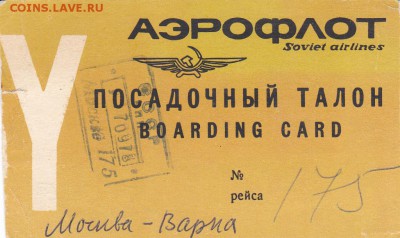 COINS.LAVE.RU
АЭРОФЛОТ
Soviet airlines
Y
ПОСАДОЧНЫЙ ТАЛОН
BOARDING CARD
№
рейса 175
Москва - Варна